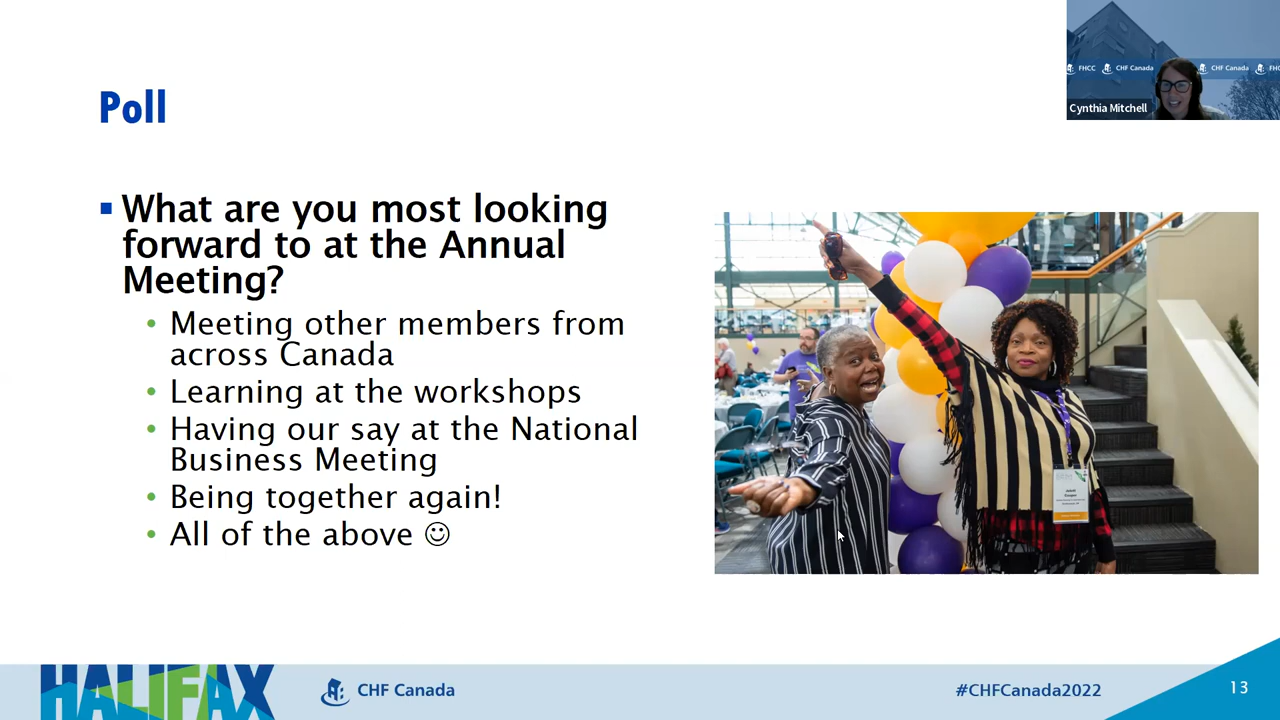 FHCC CHF Canada CHF Canada
Cynthia Mitchell
Poll
What are you most looking
forward to at the Annual
Meeting?
• Meeting other members from
across Canada
• Learning at the workshops
• Having our say at the National
Business Meeting
• Being together again!
• All of the above ☺
HALIFAX
CHF Canada
#CHFCanada2022
13